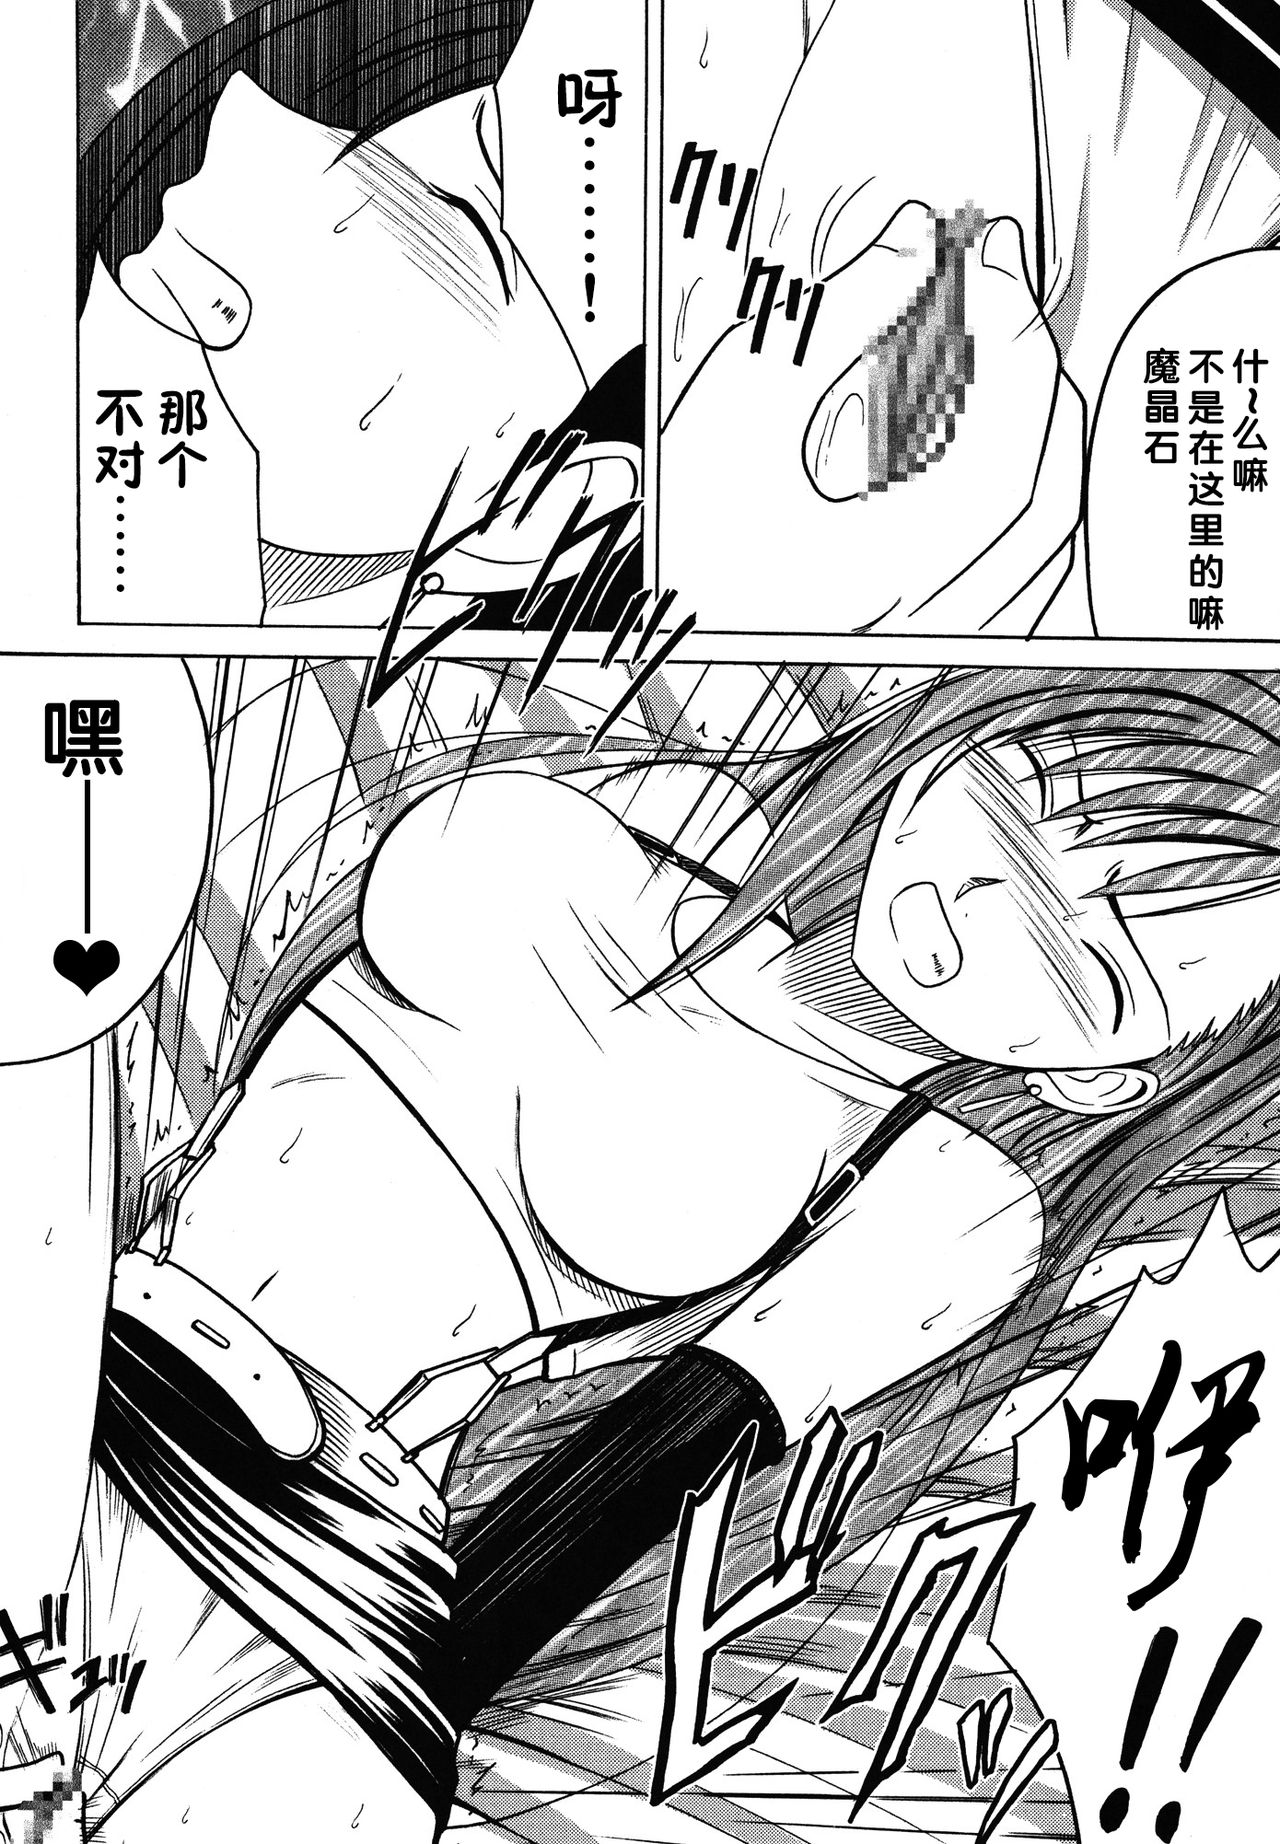 什~么嘛
不是在这里的嘛
魔晶石
クリ
クリ
呀……!
那个
不对……
ビクッ
嘿——♥
咿!!
ビクッ
ギュッ